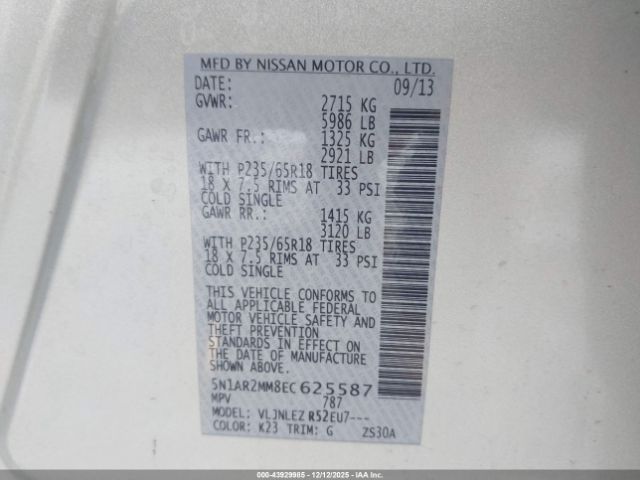 MFD BY NISSAN MOTOR CO., LTD.
DATE: 09/13
GVWR: 2715 KG
5986 LB
GAWR FR.: 1325 KG
2921 LB
WITH P235/65R18 TIRES
18 X 7.5 RIMS AT 33 PSI
COLD SINGLE
GAWR RR.: 1415 KG
3120 LB
WITH P235/65R18 TIRES
18 X 7.5 RIMS AT 33 PSI
COLD SINGLE
THIS VEHICLE CONFORMS TO
ALL APPLICABLE FEDERAL
MOTOR VEHICLE SAFETY AND
THEFT PREVENTION
STANDARDS IN EFFECT ON
THE DATE OF MANUFACTURE
SHOWN ABOVE.
5N1AR2MM8EC625587
MPV 787
MODEL: VLJNLEZ R52EU7---
COLOR: K23 TRIM: G ZS30A
000-43929985 - 12/12/2025 - IAAI.COM